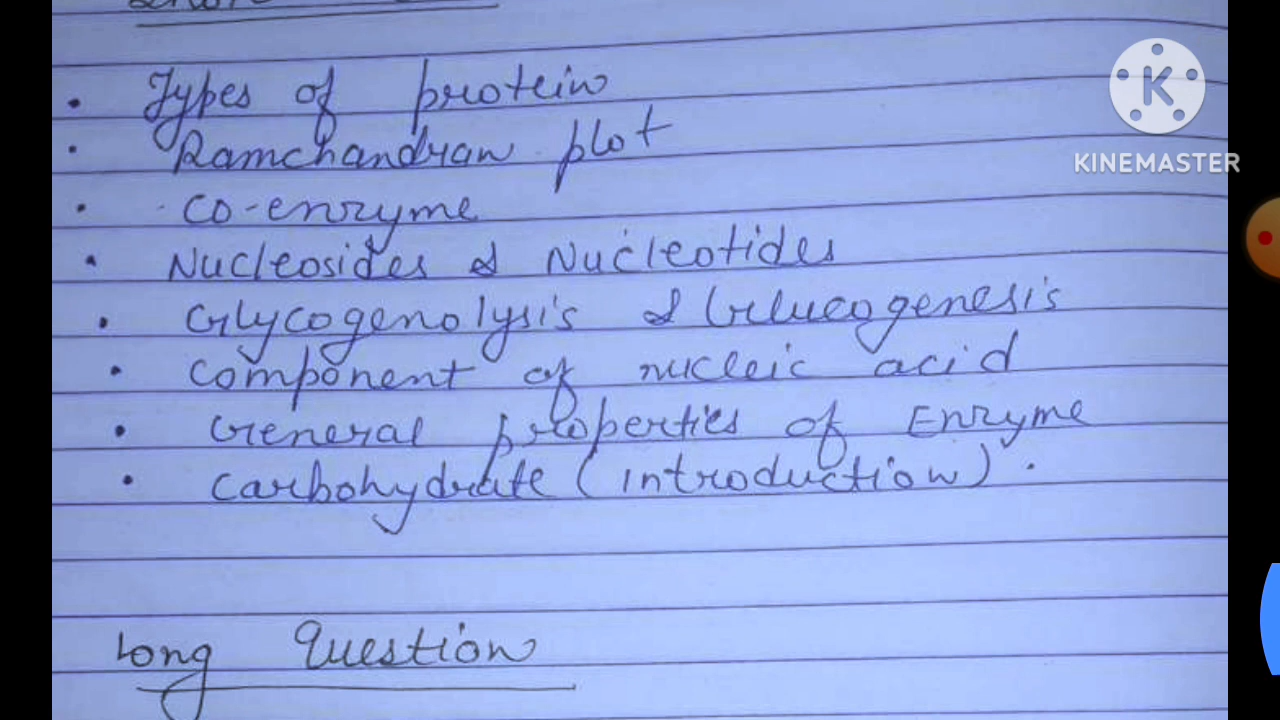 • Types of protein
• Ramchandran plot
• Co-enzyme
• Nucleosides & Nucleotides
• Glycogenolysis & Glucogenesis
• Component of nucleic acid
• General properties of Enzyme
• Carbohydrate (introduction).
Long Question
KINEMASTER